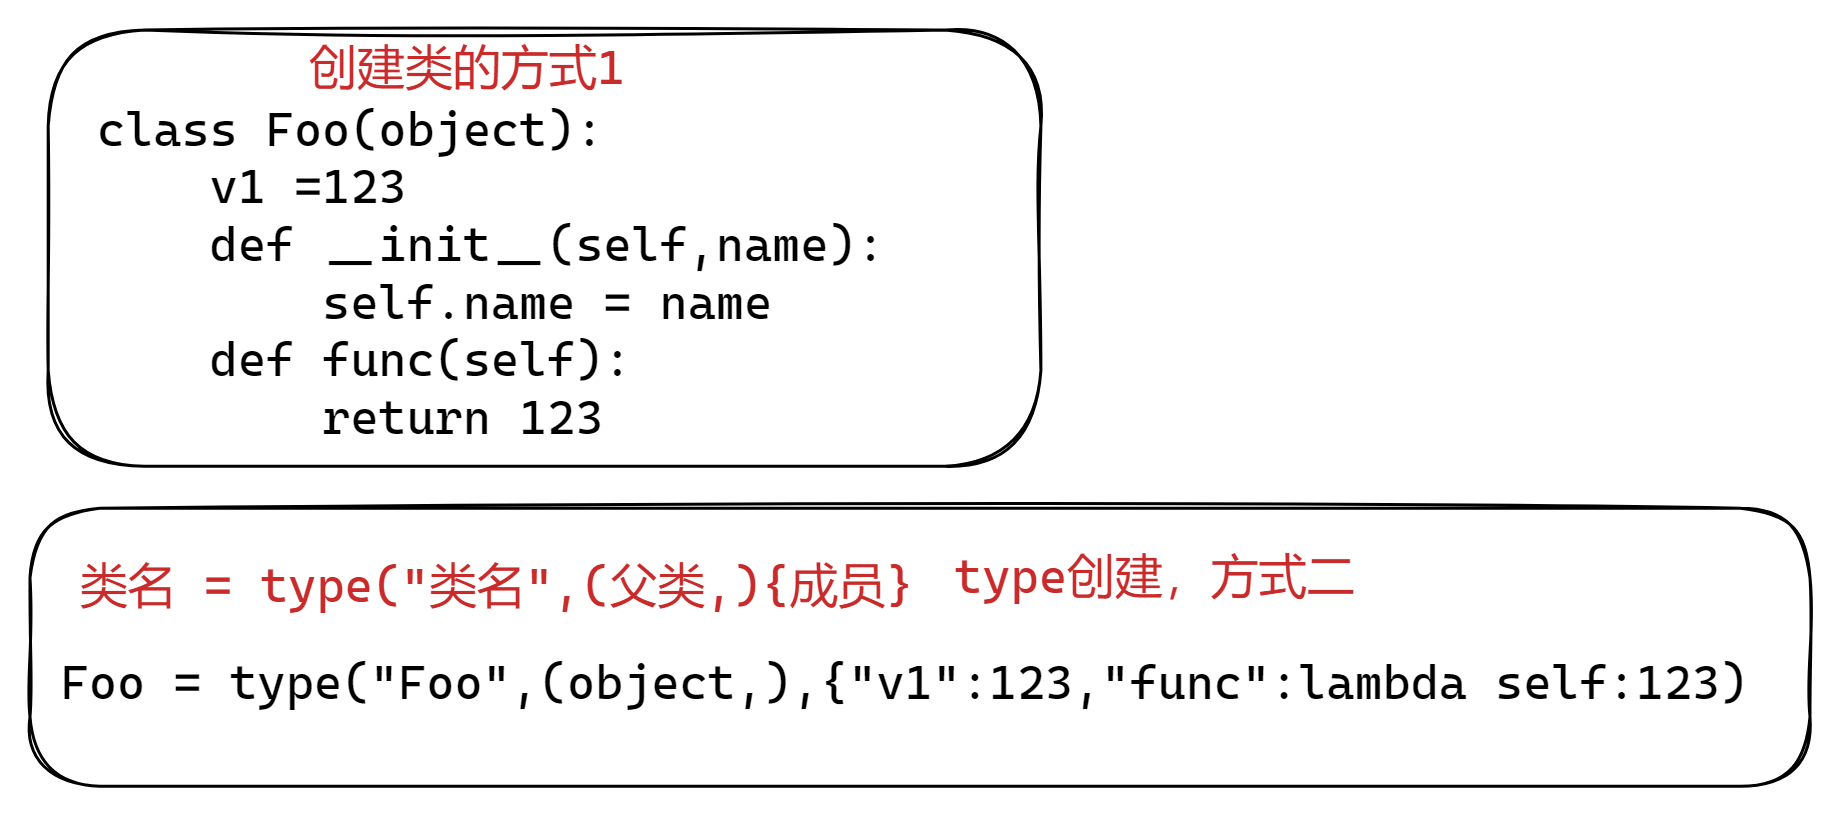 创建类的方式1
class Foo(object):
    v1 =123
    def __init__(self,name):
        self.name = name
    def func(self):
        return 123
类名 = type("类名",(父类,){成员} type创建，方式二
Foo = type("Foo",(object,),{"v1":123,"func":lambda self:123)